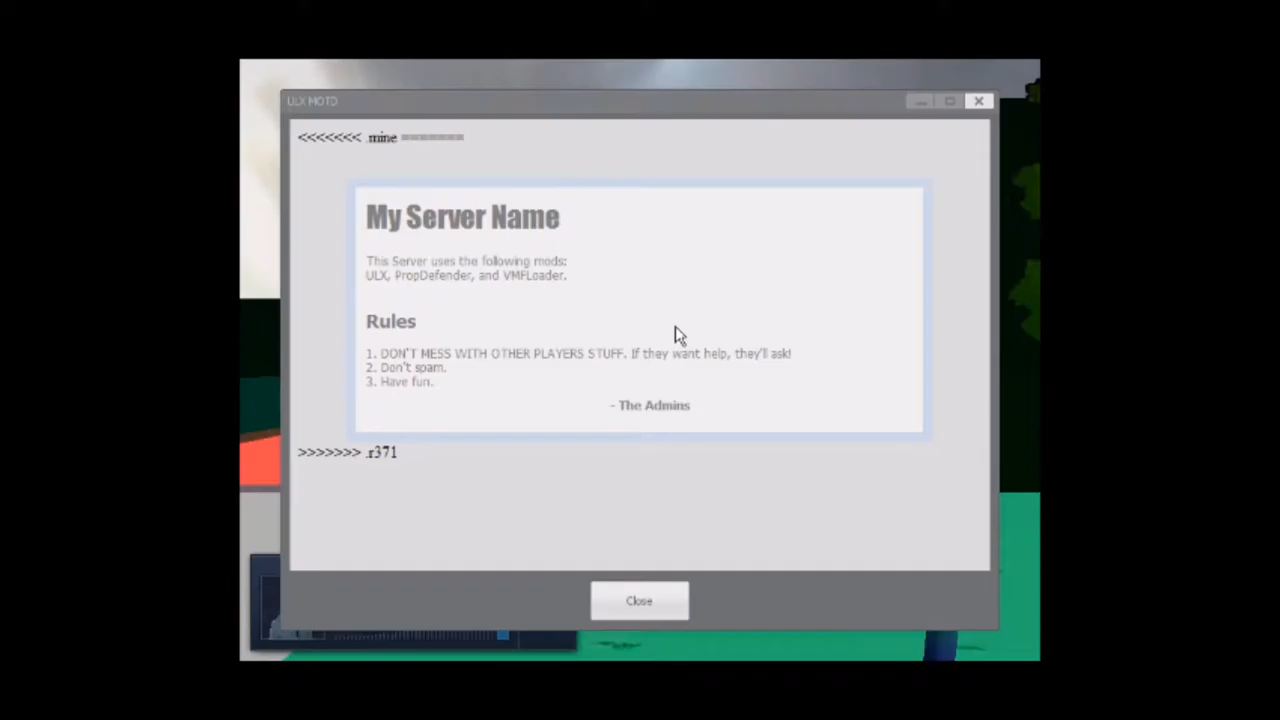 ULX MOTD
<<<<<<< .mine =======
My Server Name
This Server uses the following mods:
ULX, PropDefender, and VMFLoader.
Rules
1. DON'T MESS WITH OTHER PLAYERS STUFF. If they want help, they'll ask!
2. Don't spam.
3. Have fun.
- The Admins
>>>>>>> .r371
Close